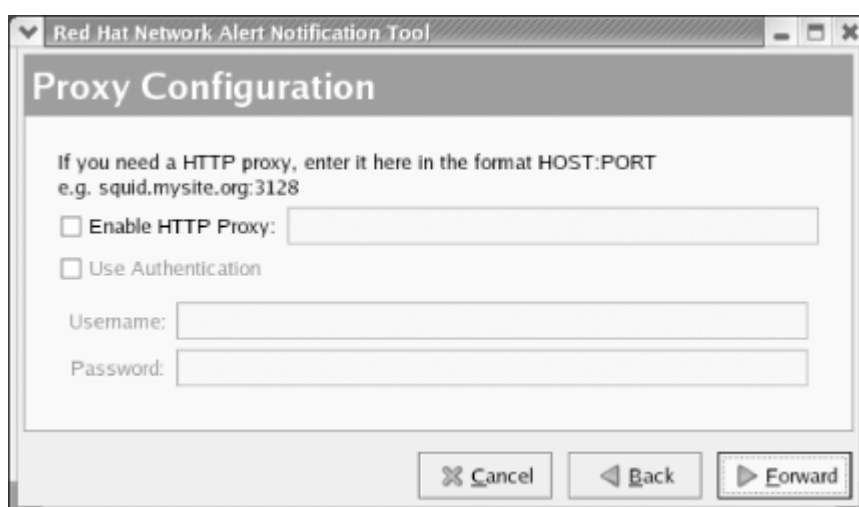 Red Hat Network Alert Notification Tool
Proxy Configuration
If you need a HTTP proxy, enter it here in the format HOST:PORT
e.g. squid.mysite.org:3128
Enable HTTP Proxy:
Use Authentication
Username:
Password:
Cancel Back Forward